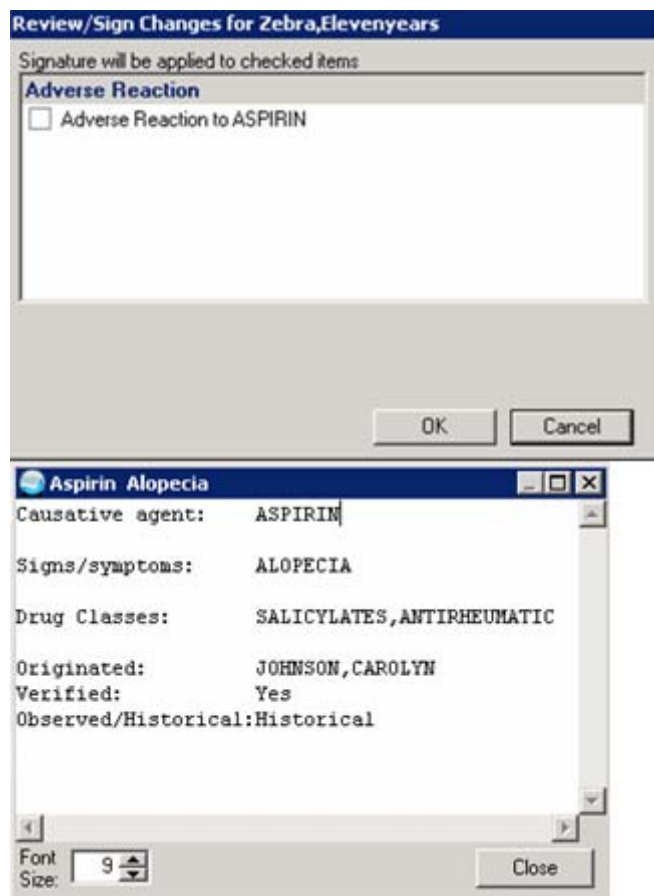 Review/Sign Changes for Zebra,Elevenyears
Signature will be applied to checked items
Adverse Reaction
Adverse Reaction to ASPIRIN
OK Cancel
Aspirin Alopecia
Causative agent: ASPIRIN
Signs/symptoms: ALOPECIA
Drug Classes: SALICYLATES,ANTIRHEUMATIC
Originated: JOHNSON,CAROLYN
Verified: Yes
Observed/Historical:Historical
Font
Size: 9 Close